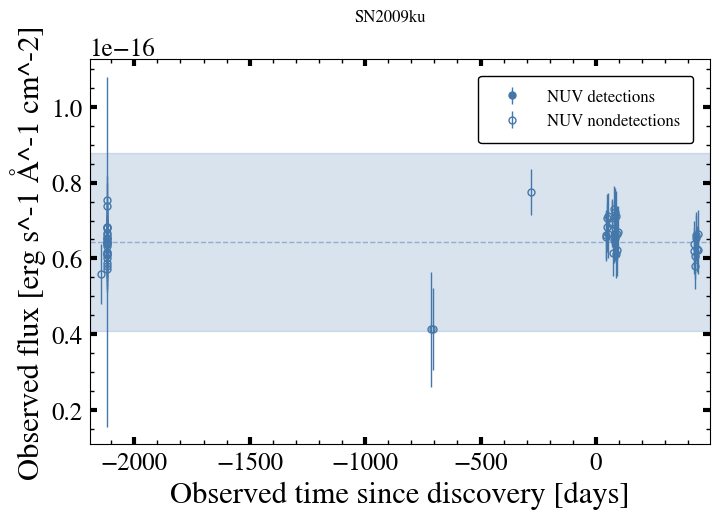 SN2009ku
1e−16
Observed flux [erg s^-1 Å^-1 cm^-2]
1.0
0.8
0.6
0.4
0.2
NUV detections
NUV nondetections
−2000 −1500 −1000 −500 0
Observed time since discovery [days]